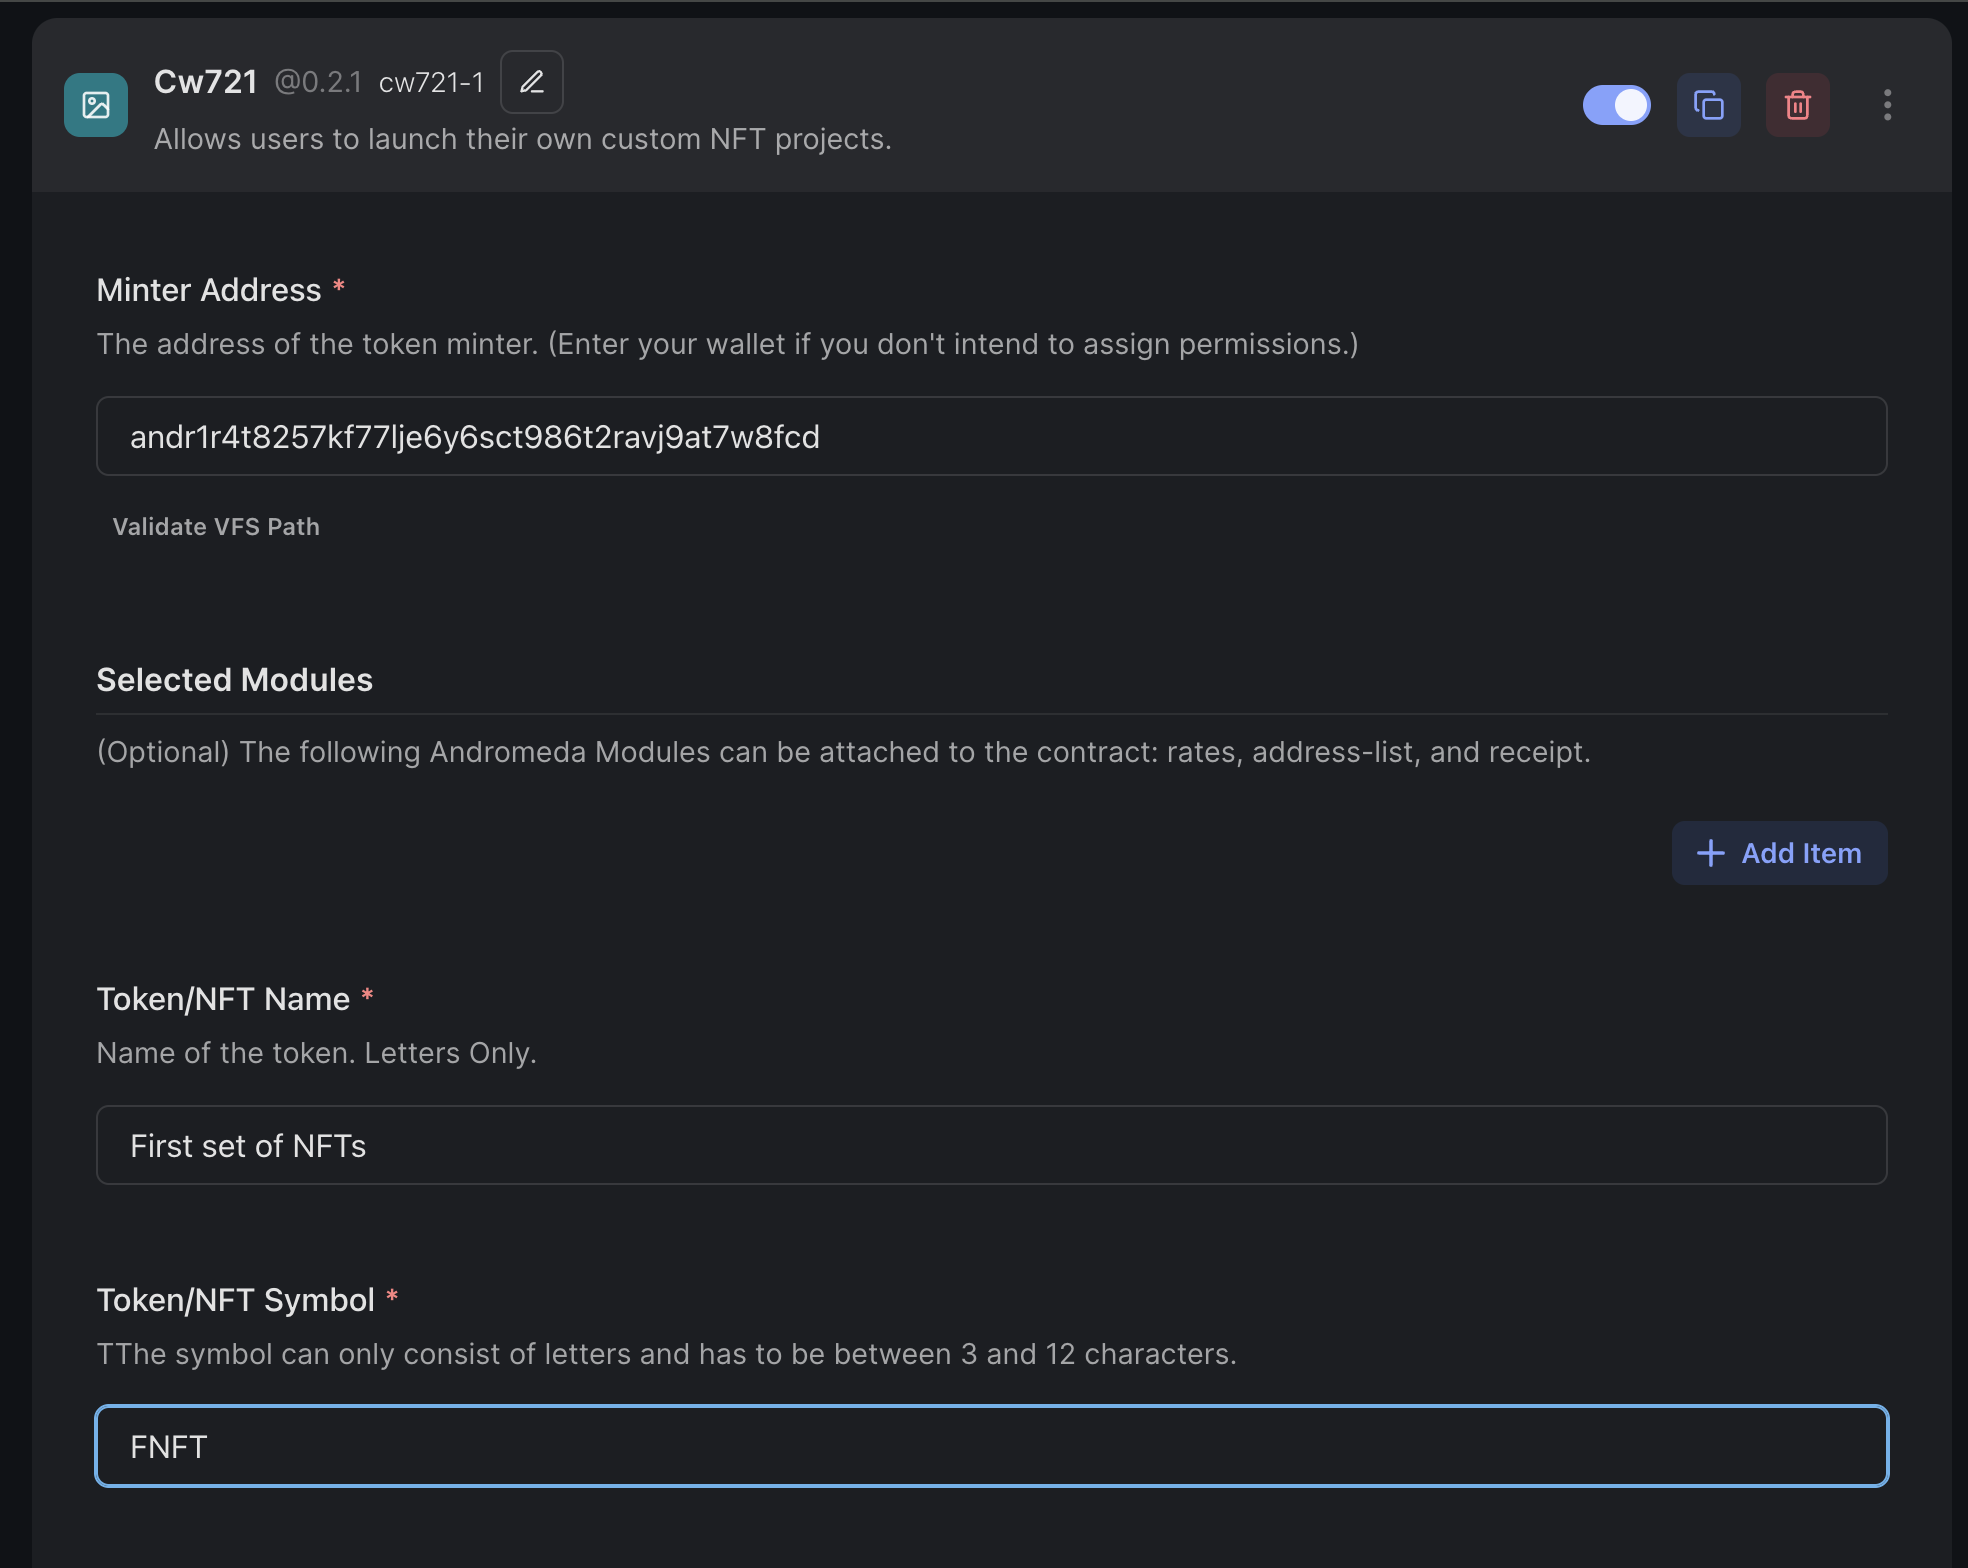 Cw721 @0.2.1 cw721-1
Allows users to launch their own custom NFT projects.
Minter Address *
The address of the token minter. (Enter your wallet if you don't intend to assign permissions.)
andr1r4t8257kf77lje6y6sct986t2ravj9at7w8fcd
Validate VFS Path
Selected Modules
(Optional) The following Andromeda Modules can be attached to the contract: rates, address-list, and receipt.
Add Item
Token/NFT Name *
Name of the token. Letters Only.
First set of NFTs
Token/NFT Symbol *
TThe symbol can only consist of letters and has to be between 3 and 12 characters.
FNFT